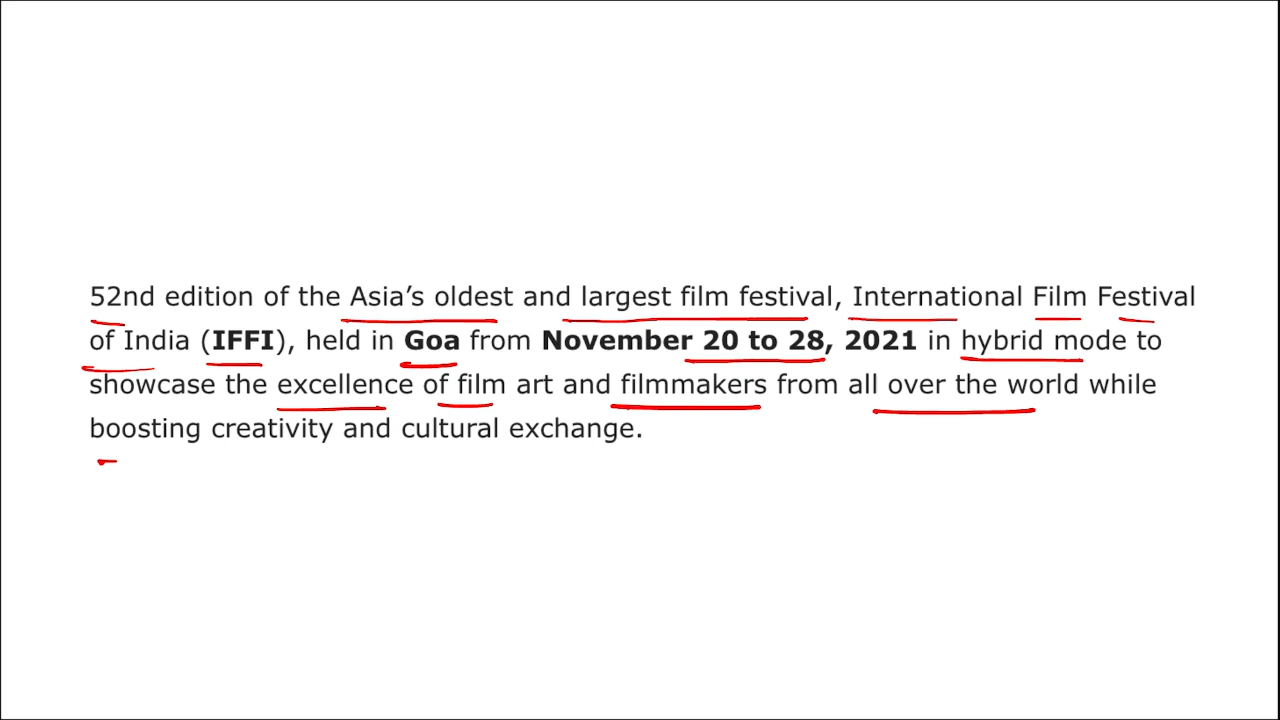 52nd edition of the Asia’s oldest and largest film festival, International Film Festival
of India (IFFI), held in Goa from November 20 to 28, 2021 in hybrid mode to
showcase the excellence of film art and filmmakers from all over the world while
boosting creativity and cultural exchange.